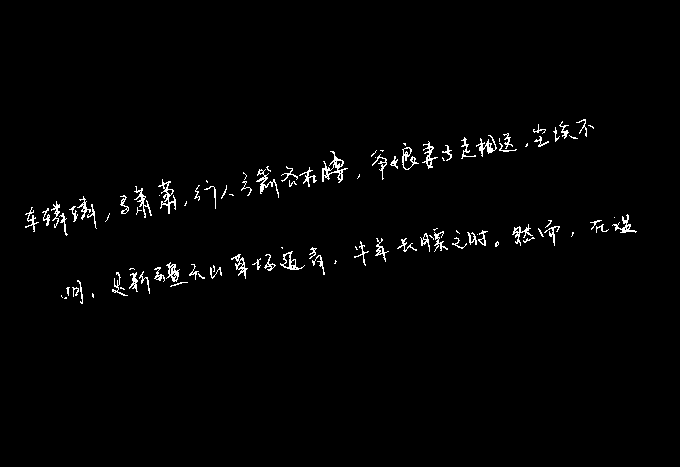 车辚辚，马萧萧，行人弓箭各在腰，爷娘妻子走相送，尘埃不
明，是新疆天山草场返青，牛羊长膘之时。然而，在温